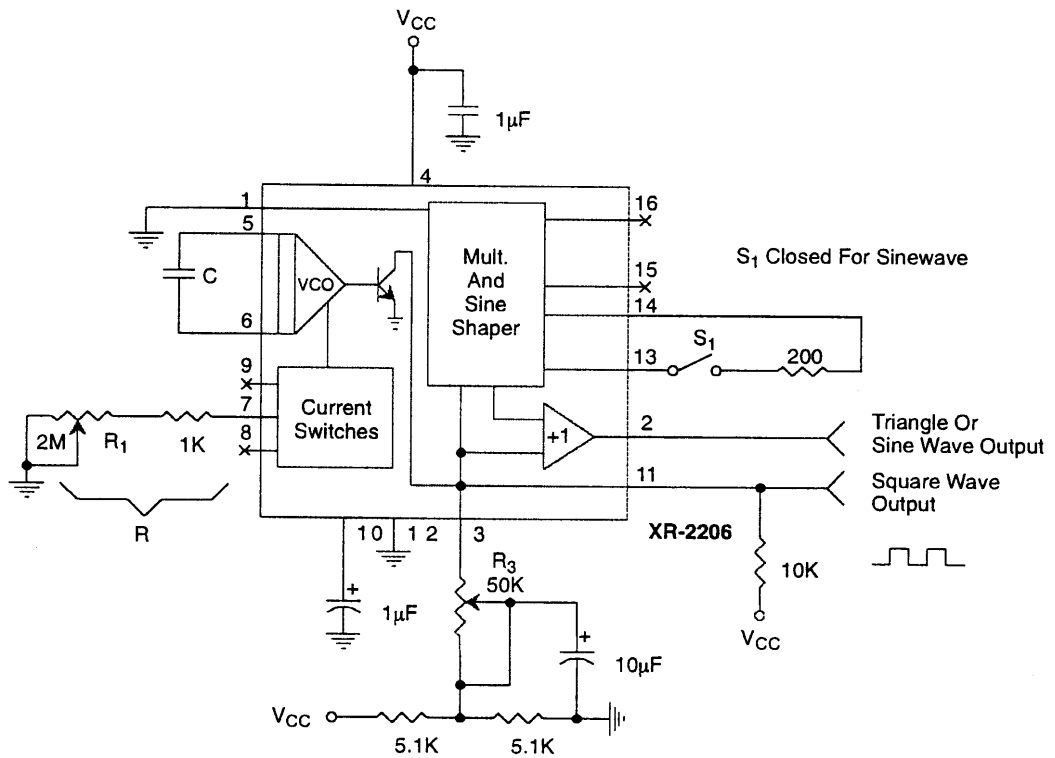 VCC
1μF
4
1
16
5
Mult.
And
Sine
Shaper
S1 Closed For Sinewave
C
VCO
15
14
6
S1
13
200
9
7
Current
Switches
2M
R1
1K
8
+1
2
Triangle Or
Sine Wave Output
11
Square Wave
Output
R
10
12
3
XR-2206
R3
50K
10K
1μF
+
+
10μF
VCC
VCC
5.1K
5.1K